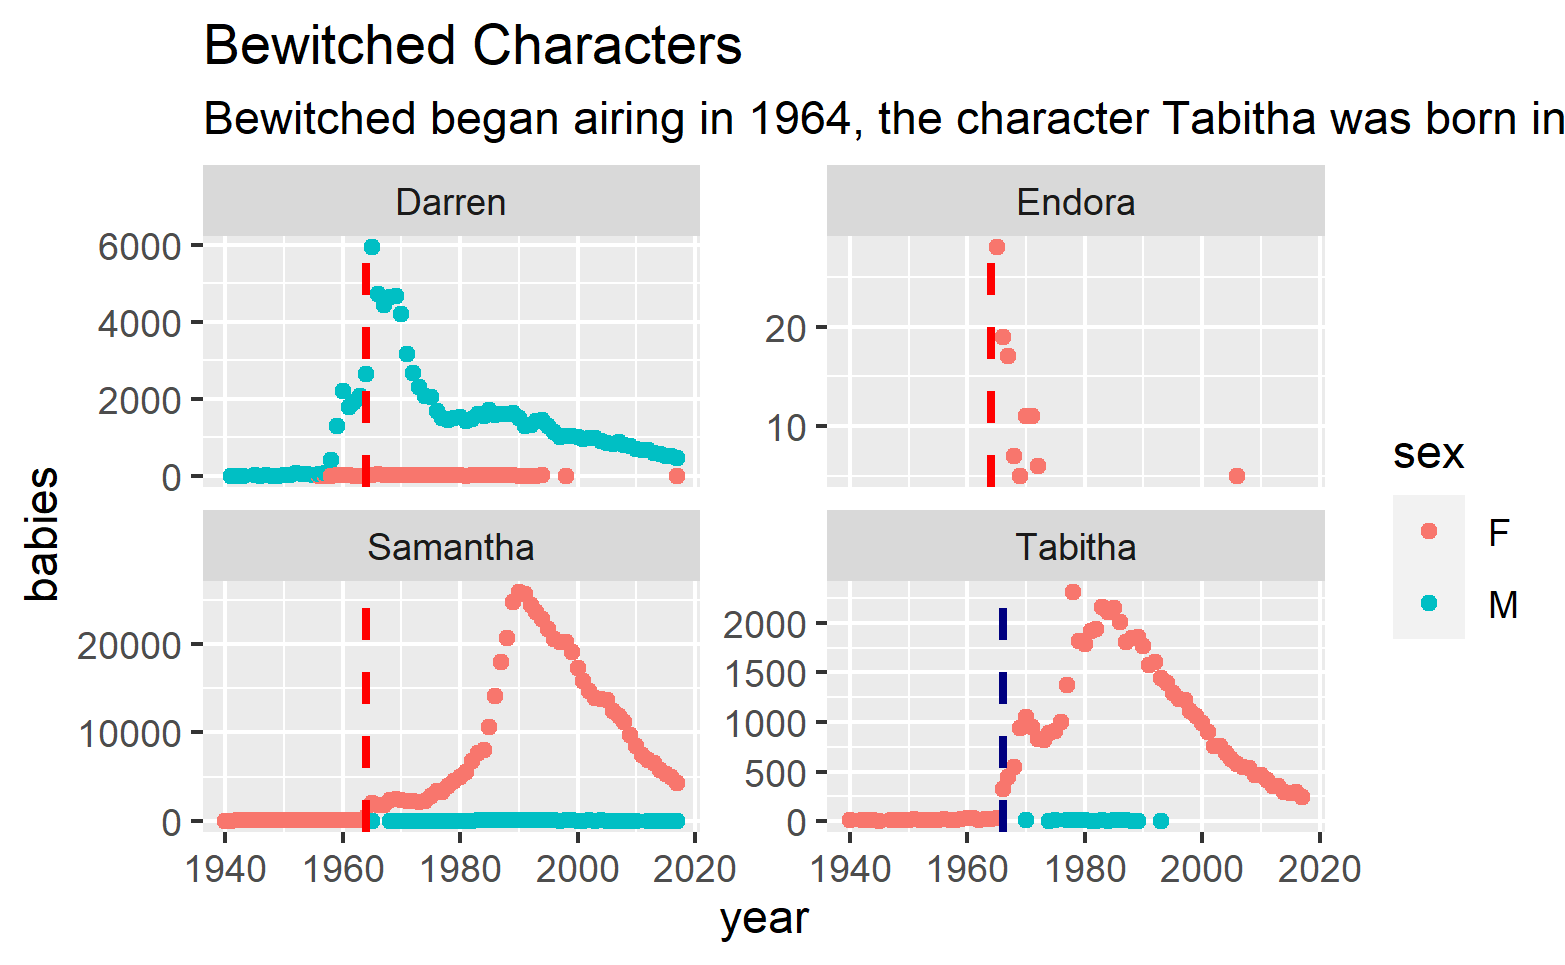 Bewitched Characters
Bewitched began airing in 1964, the character Tabitha was born in
Darren
Endora
6000
4000
2000
0
20
10
Samantha
Tabitha
20000
10000
0
2000
1500
1000
500
0
1940 1960 1980 2000 2020
1940 1960 1980 2000 2020
year
babies
sex
F
M